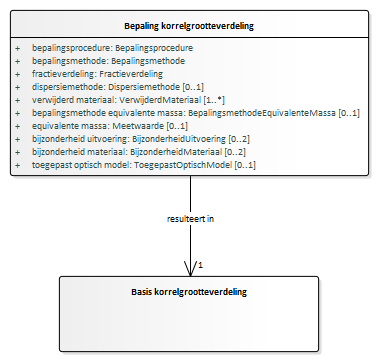 Bepaling korrelgrootteverdeling
+ bepalingsprocedure: Bepalingsprocedure
+ bepalingsmethode: Bepalingsmethode
+ fractieverdeling: Fractieverdeling
+ dispersiemethode: Dispersiemethode [0..1]
+ verwijderd materiaal: VerwijderdMateriaal [1..*]
+ bepalingsmethode equivalente massa: BepalingsmethodeEquivalenteMassa [0..1]
+ equivalente massa: Meetwaarde [0..1]
+ bijzonderheid uitvoering: BijzonderheidUitvoering [0..2]
+ bijzonderheid materiaal: BijzonderheidMateriaal [0..2]
+ toegepast optisch model: ToegepastOptischModel [0..1]
resulteert in
1
Basis korrelgrootteverdeling